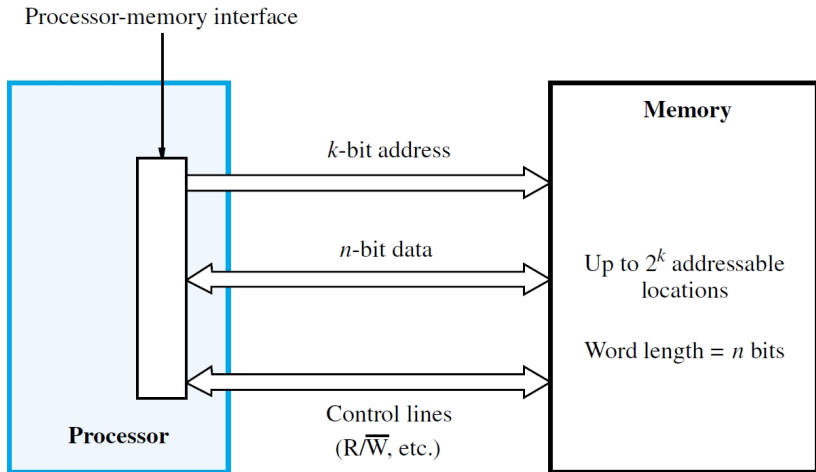 Processor-memory interface
Memory
k-bit address
n-bit data
Up to 2^k addressable
locations
Word length = n bits
Control lines
(R/W̅, etc.)
Processor